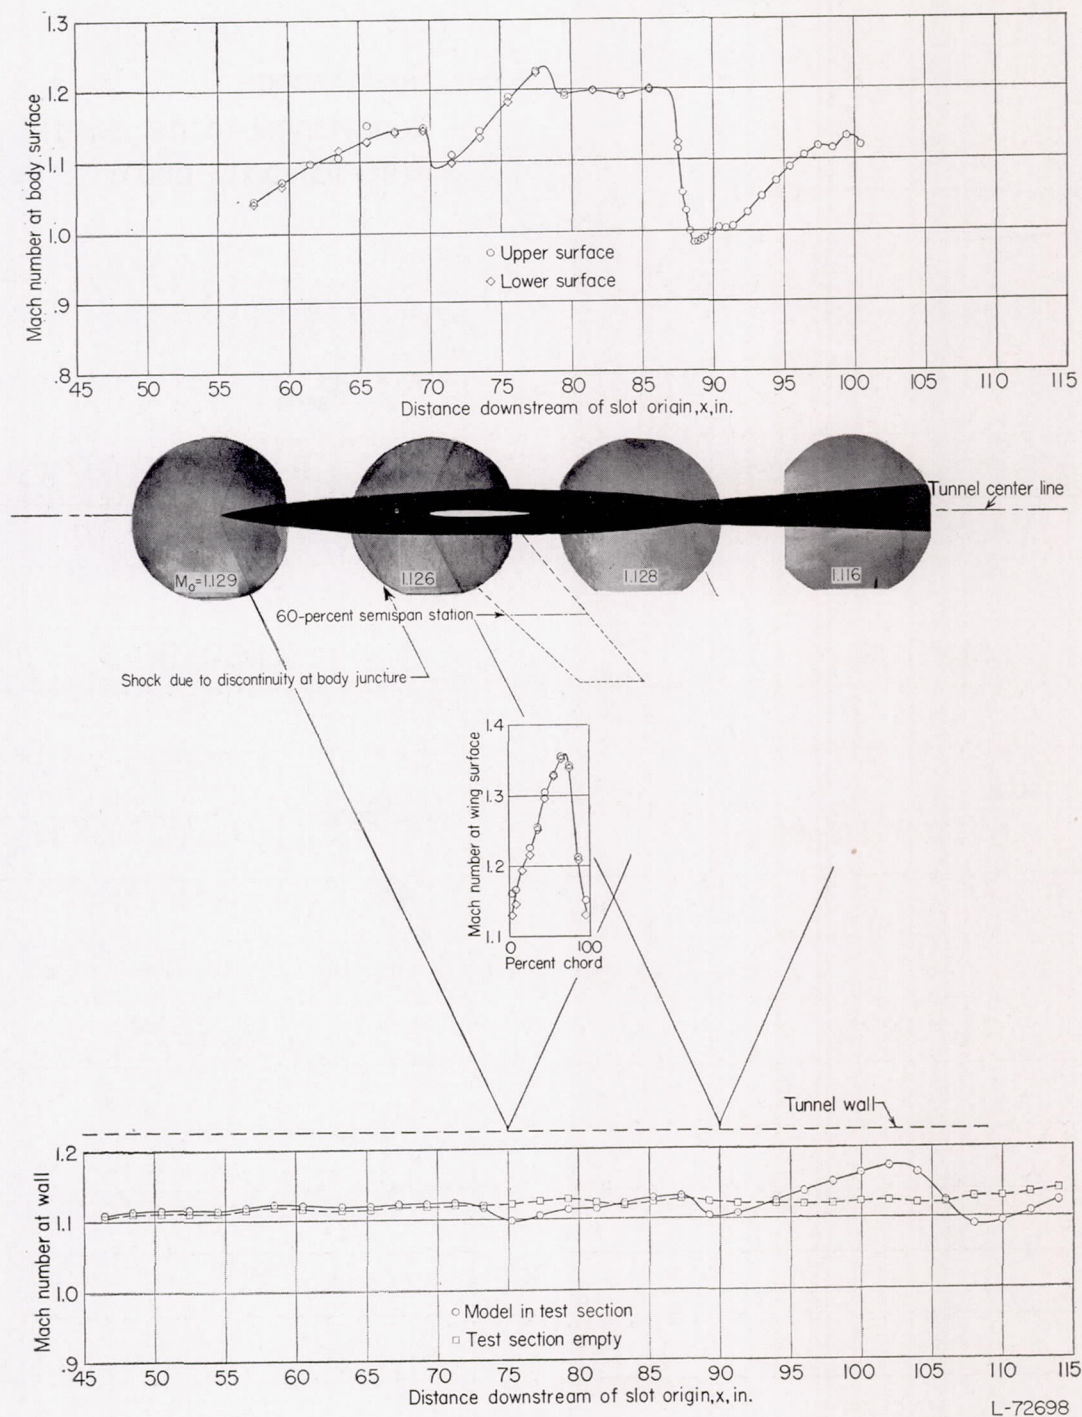 1.3
1.2
1.1
1.0
.9
.8
Mach number at body surface
Upper surface
Lower surface
45 50 55 60 65 70 75 80 85 90 95 100 105 110 115
Distance downstream of slot origin,x,in.
Tunnel center line
M₀=1.129
1.126
1.128
1.116
60-percent semispan station
Shock due to discontinuity at body juncture
1.4
1.3
1.2
1.1
Mach number at wing surface
0 100
Percent chord
Tunnel wall
1.2
1.1
1.0
.9
Mach number at wall
Model in test section
Test section empty
45 50 55 60 65 70 75 80 85 90 95 100 105 110 115
Distance downstream of slot origin,x,in.
L-72698